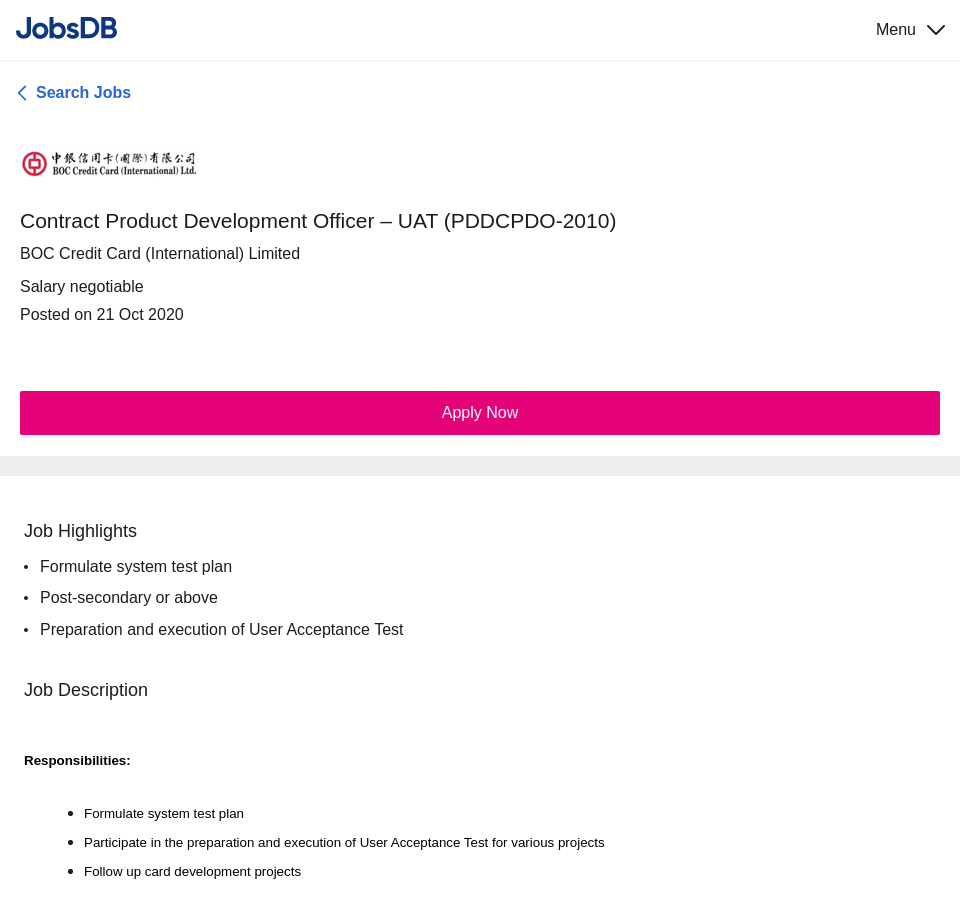 JobsDB
Menu
Search Jobs
中銀信用卡(國際)有限公司
BOC Credit Card (International) Ltd.
Contract Product Development Officer – UAT (PDDCPDO-2010)
BOC Credit Card (International) Limited
Salary negotiable
Posted on 21 Oct 2020
Apply Now
Job Highlights
Formulate system test plan
Post-secondary or above
Preparation and execution of User Acceptance Test
Job Description
Responsibilities:
Formulate system test plan
Participate in the preparation and execution of User Acceptance Test for various projects
Follow up card development projects